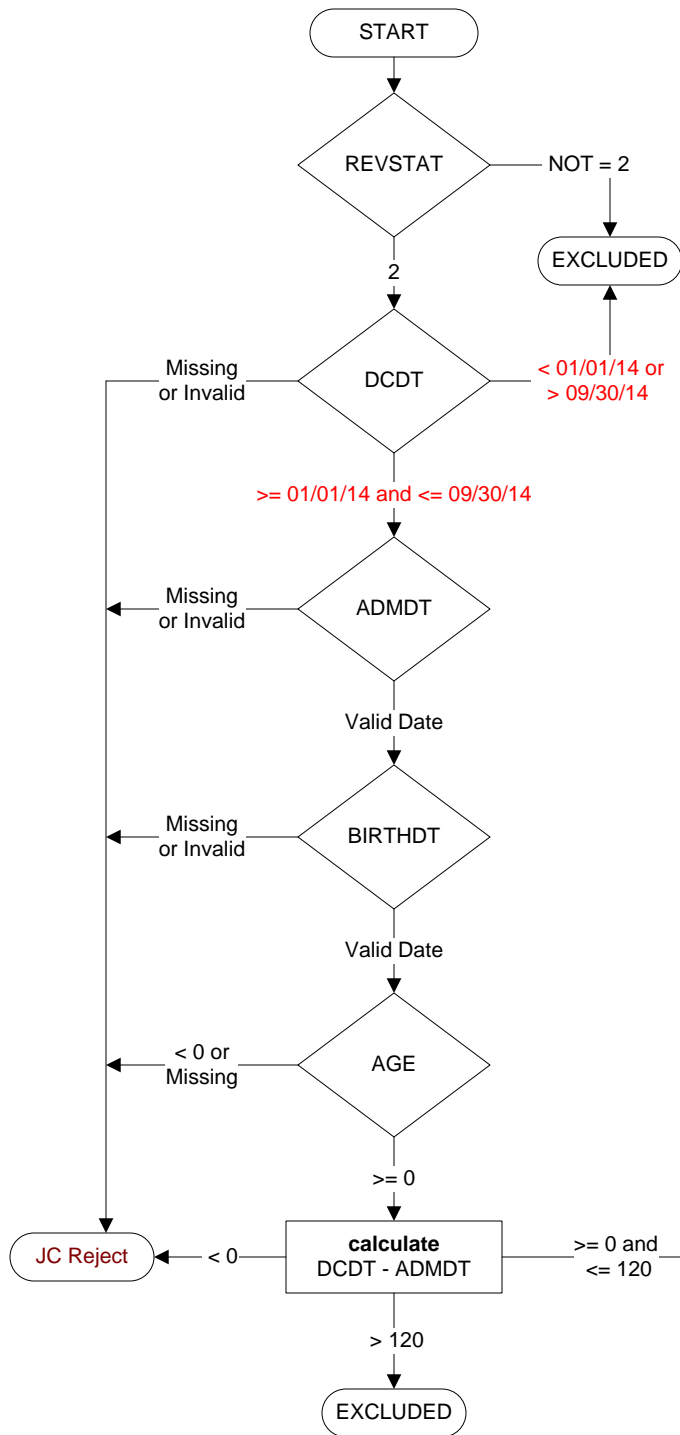 START
REVSTAT
NOT = 2
EXCLUDED
2
Missing
or Invalid
DCDT
< 01/01/14 or
> 09/30/14
>= 01/01/14 and <= 09/30/14
Missing
or Invalid
ADMDT
Valid Date
Missing
or Invalid
BIRTHDT
Valid Date
< 0 or
Missing
AGE
>= 0
JC Reject
< 0
calculate
DCDT - ADMDT
>= 0 and
<= 120
> 120
EXCLUDED